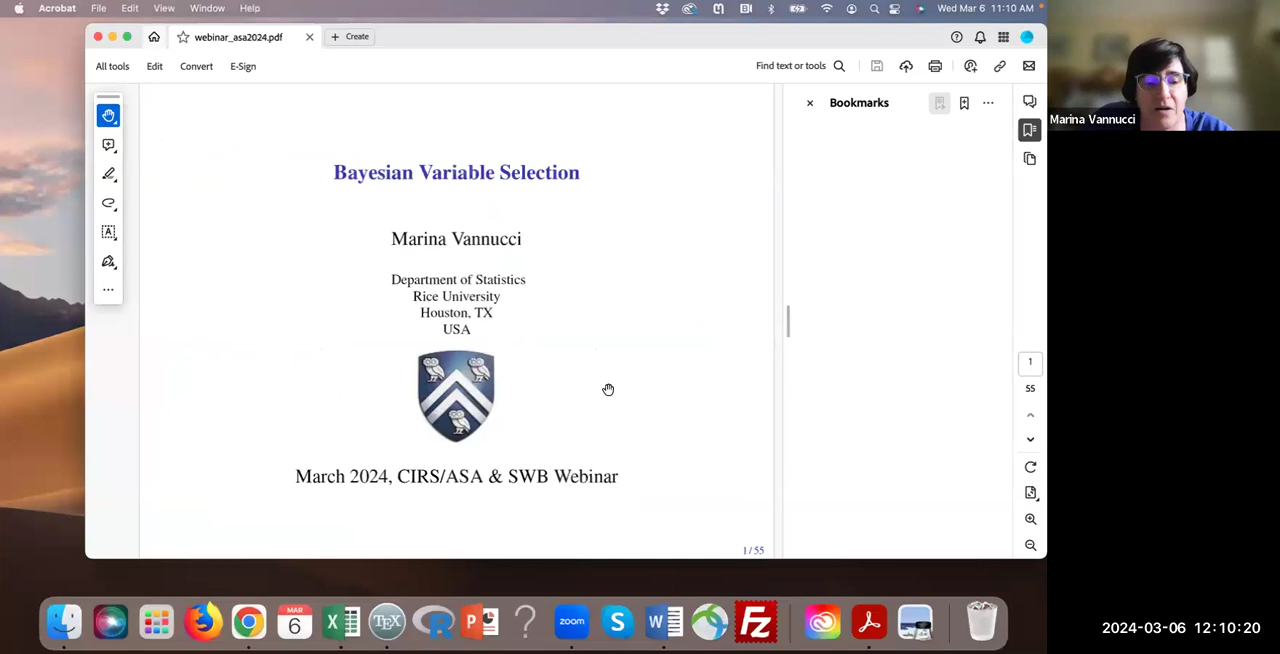 Acrobat File Edit View Window Help
Wed Mar 6 11:10 AM
webinar_asa2024.pdf
Create
All tools Edit Convert E-Sign
Find text or tools
Bookmarks
Marina Vannucci
Bayesian Variable Selection
Marina Vannucci
Department of Statistics
Rice University
Houston, TX
USA
March 2024, CIRS/ASA & SWB Webinar
1 / 55
1
55
MAR
6
X
TEX
R
P
?
zoom
S
W
Fz
2024-03-06 12:10:20